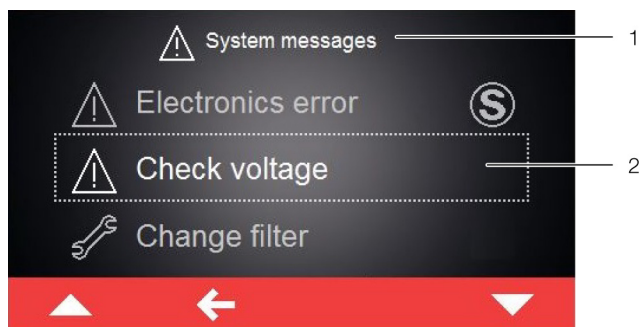 System messages 1
Electronics error S
Check voltage 2
Change filter